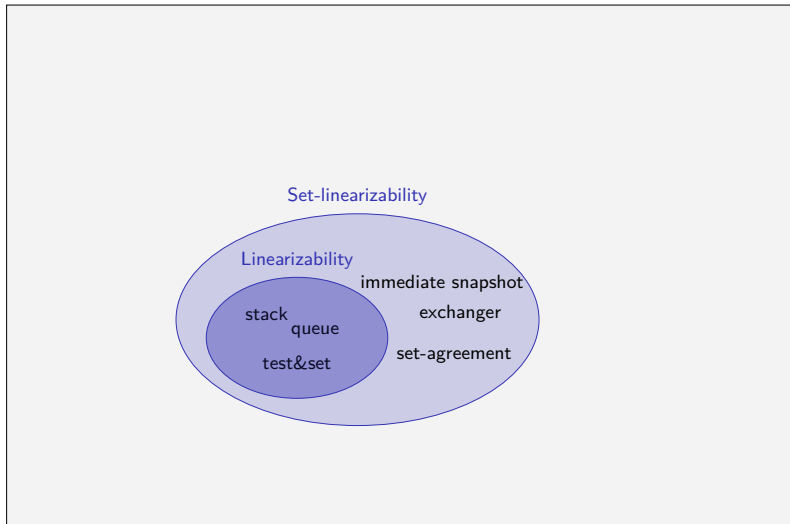 Set-linearizability
Linearizability
immediate snapshot
stack
exchanger
queue
set-agreement
test&set